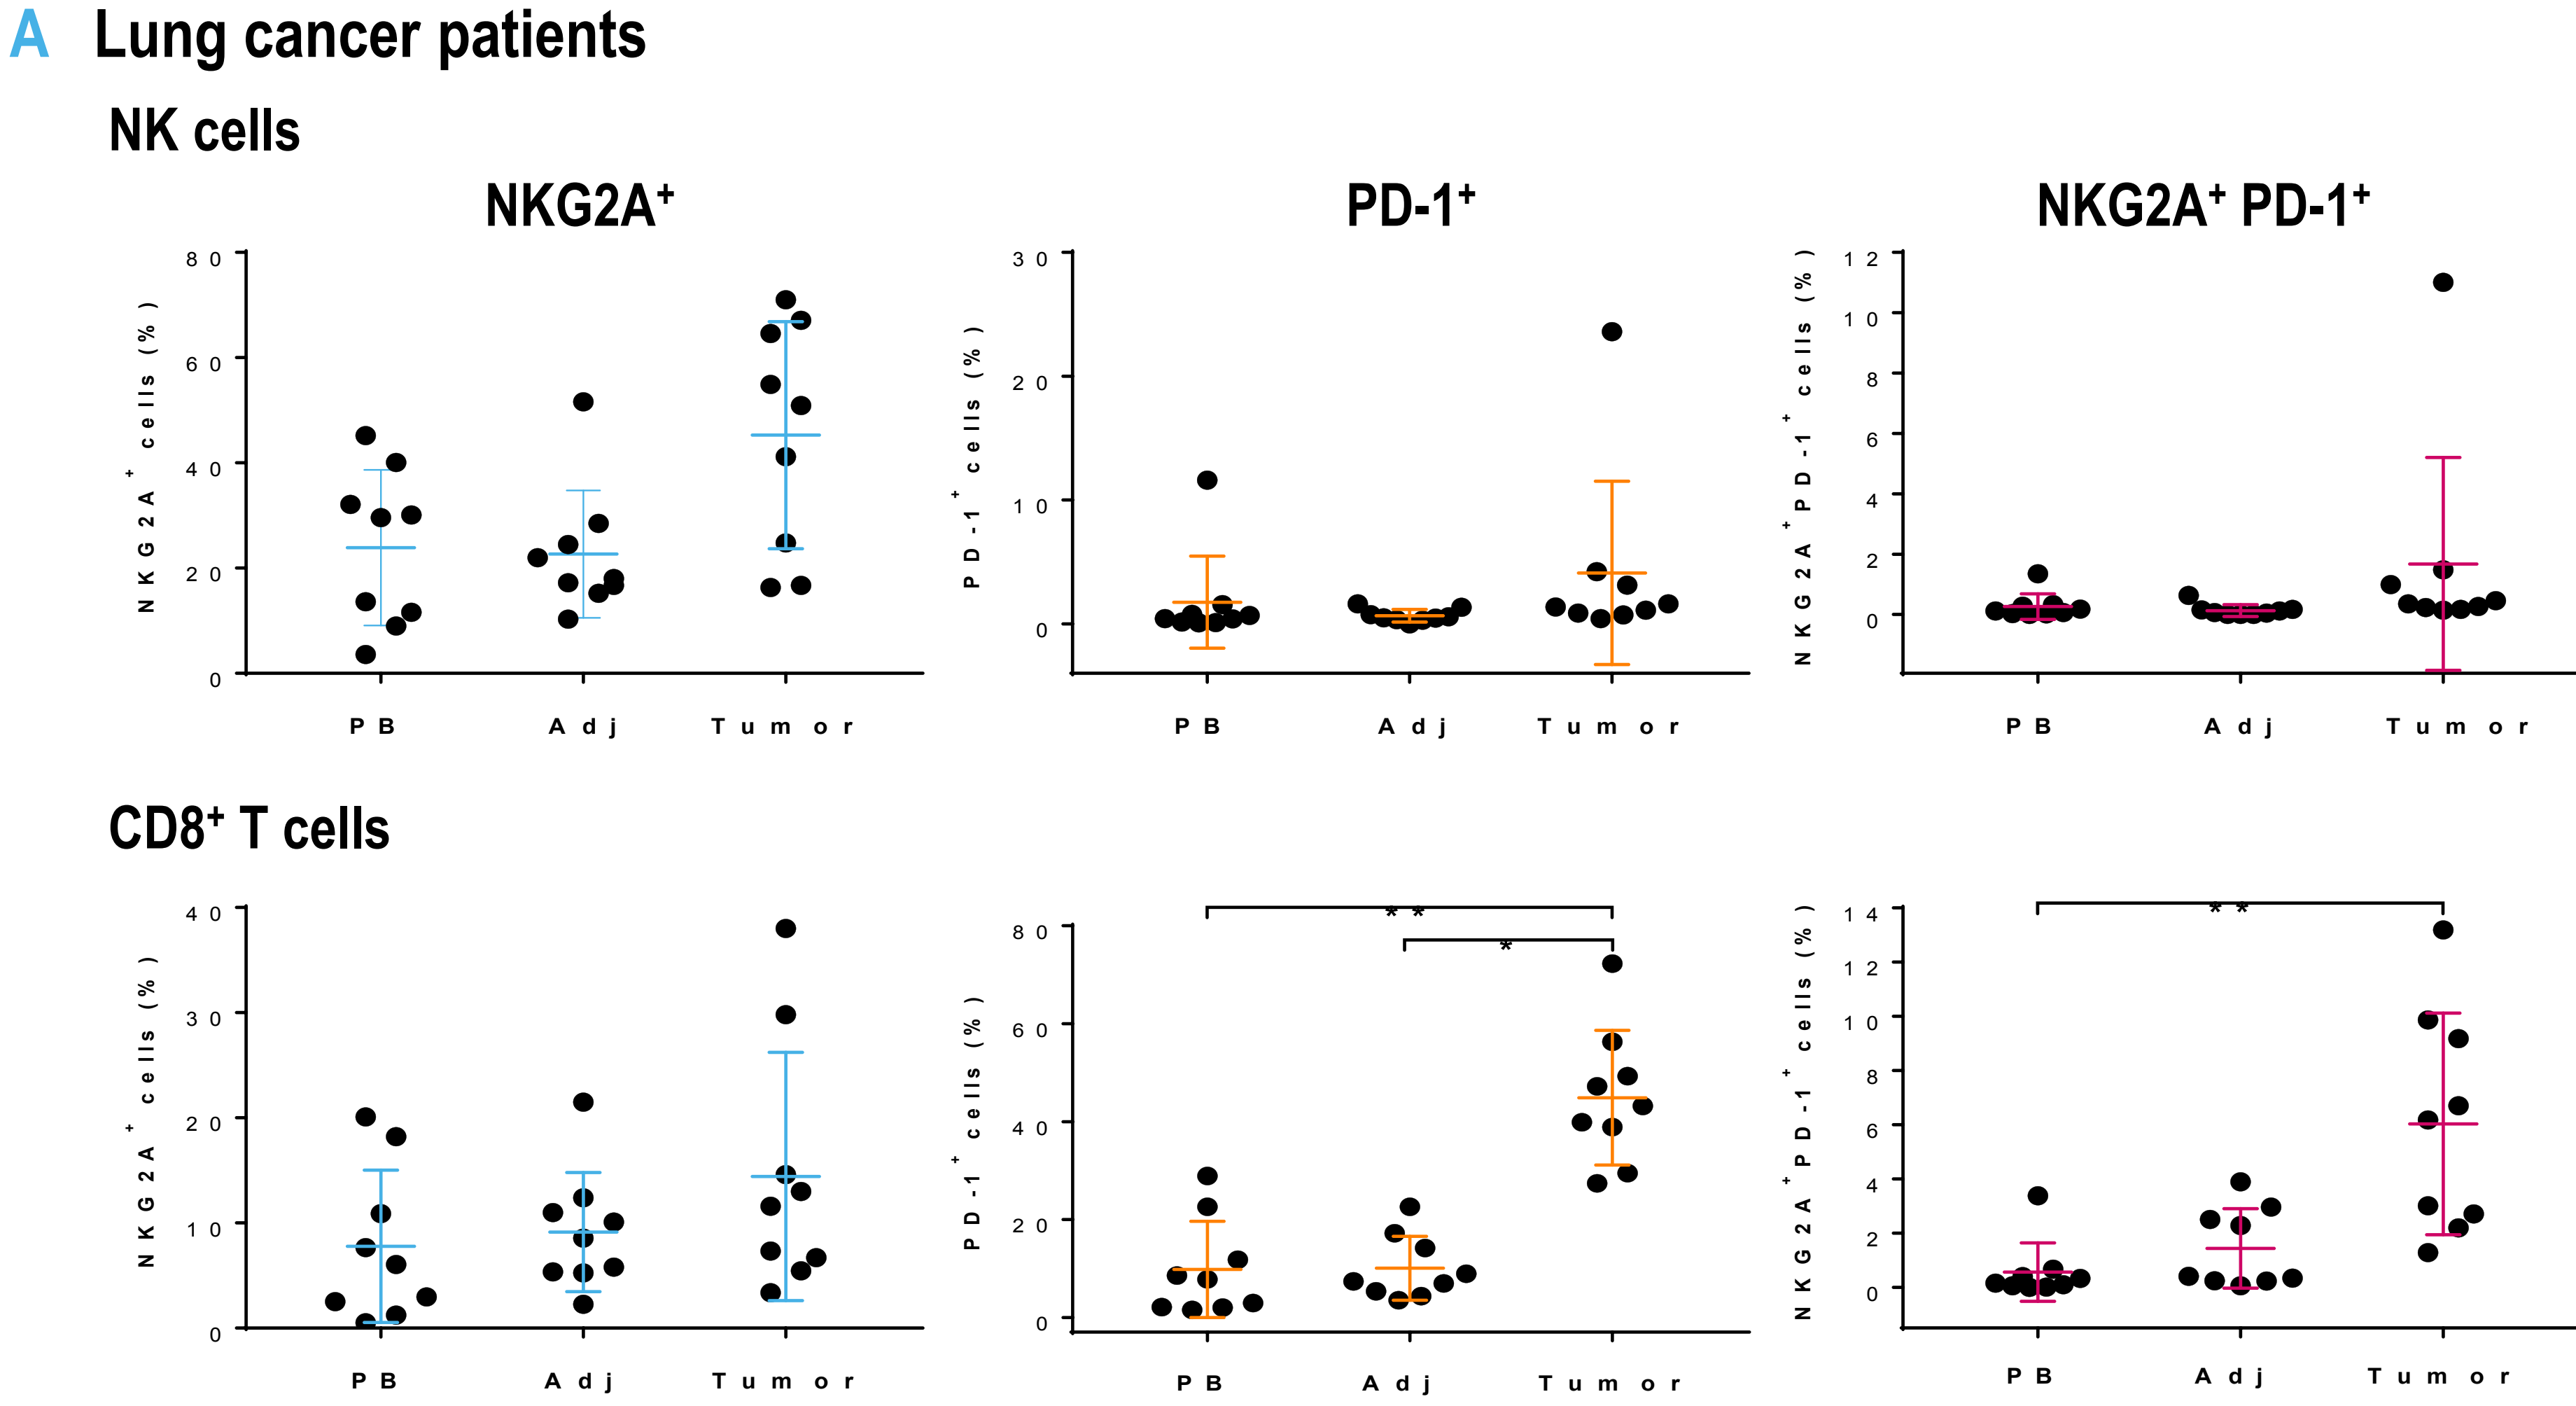 A Lung cancer patients
NK cells
NKG2A⁺
PD-1⁺
NKG2A⁺ PD-1⁺
NKG2A⁺ cells (%)
80
60
40
20
0
PB Adj Tumor
PD-1⁺ cells (%)
30
20
10
0
PB Adj Tumor
NKG2A⁺PD-1⁺ cells (%)
12
10
8
6
4
2
0
PB Adj Tumor
CD8⁺ T cells
NKG2A⁺ cells (%)
40
30
20
10
0
PB Adj Tumor
PD-1⁺ cells (%)
**
*
80
60
40
20
0
PB Adj Tumor
NKG2A⁺PD-1⁺ cells (%)
**
14
12
10
8
6
4
2
0
PB Adj Tumor